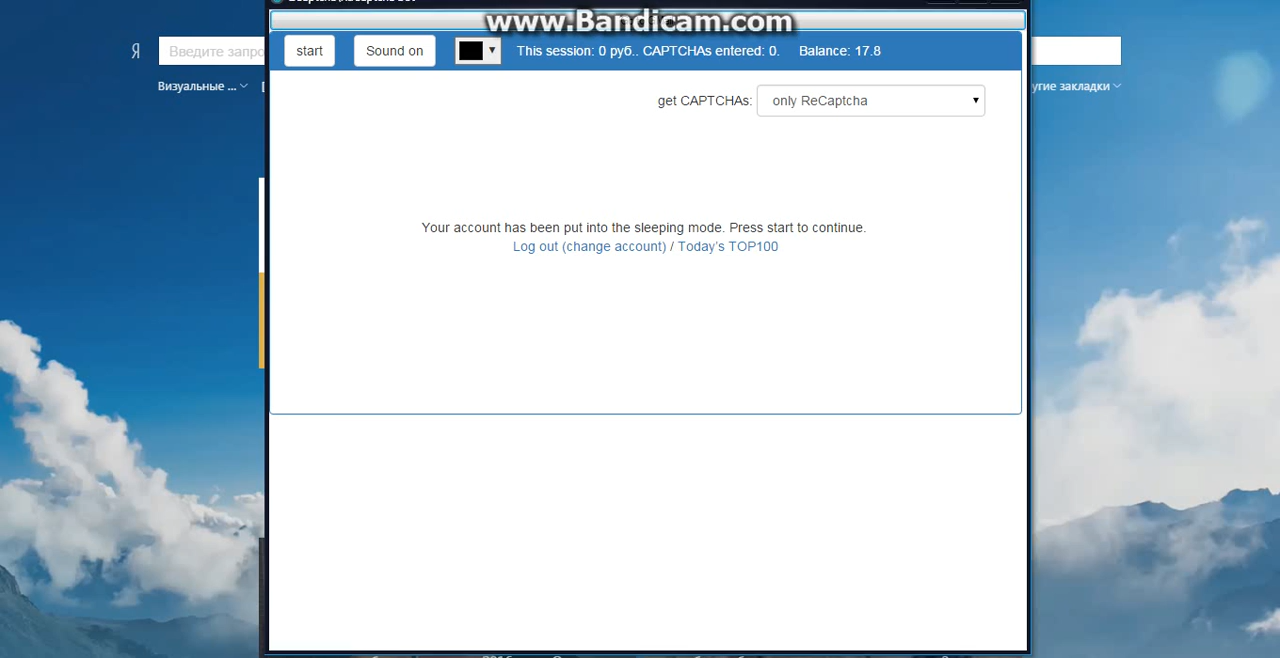 www.Bandicam.com
start Sound on This session: 0 руб.. CAPTCHAs entered: 0. Balance: 17.8
Я Введите запро
Визуальные ...
угие закладки
get CAPTCHAs: only ReCaptcha
Your account has been put into the sleeping mode. Press start to continue.
Log out (change account) / Today's TOP100